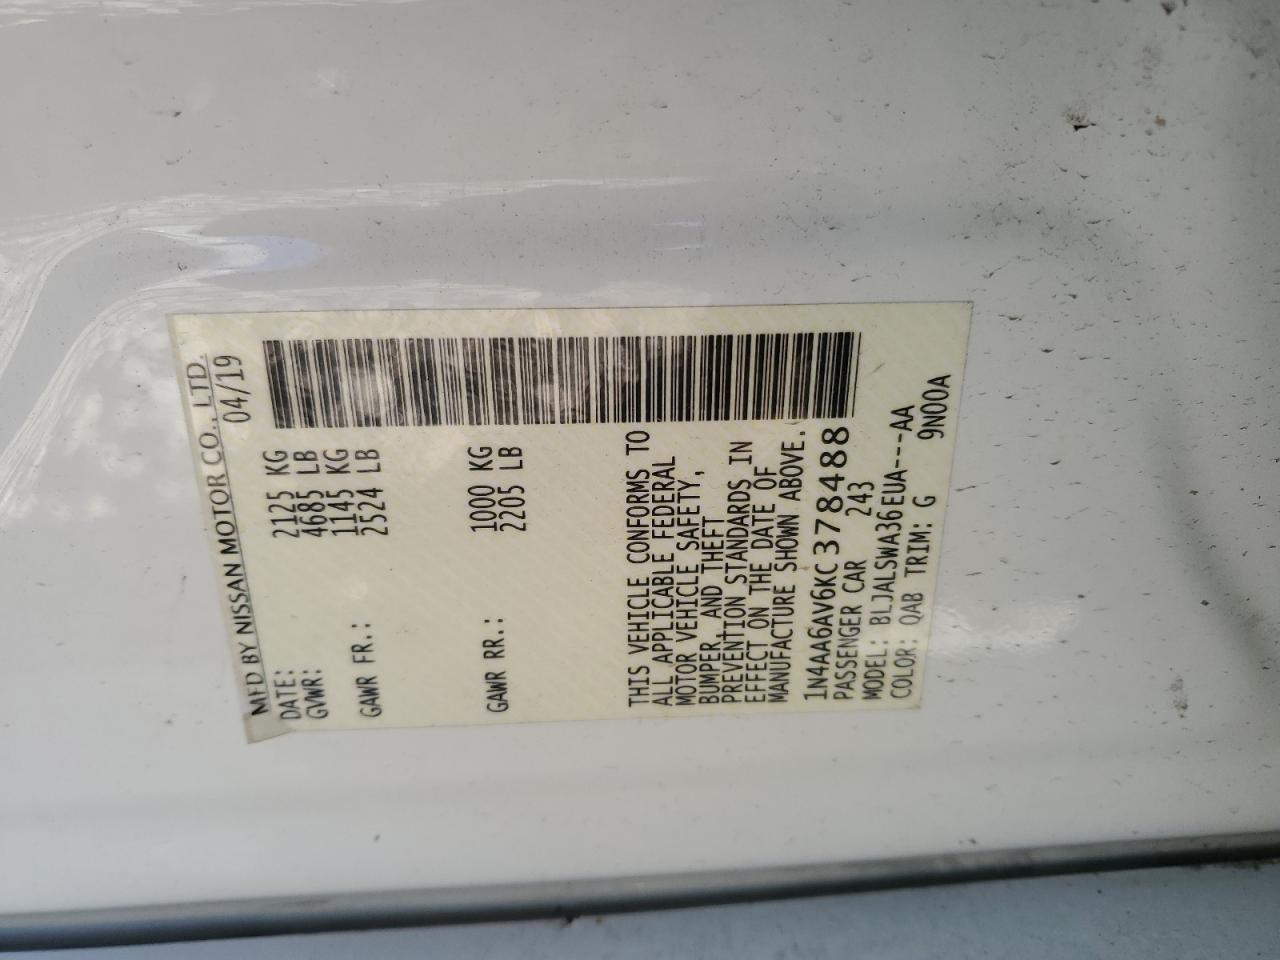 MFD BY NISSAN MOTOR CO., LTD.
DATE: 04/19
GVWR: 2125 KG
4685 LB
GAWR FR.: 1145 KG
2524 LB
GAWR RR.: 1000 KG
2205 LB
THIS VEHICLE CONFORMS TO
ALL APPLICABLE FEDERAL
MOTOR VEHICLE SAFETY,
BUMPER, AND THEFT
PREVENTION STANDARDS IN
EFFECT ON THE DATE OF
MANUFACTURE SHOWN ABOVE.
1N4AA6AV6KC378488
PASSENGER CAR 243
MODEL: BLJALSWA36EUA---AA
COLOR: QAB TRIM: G 9N00A